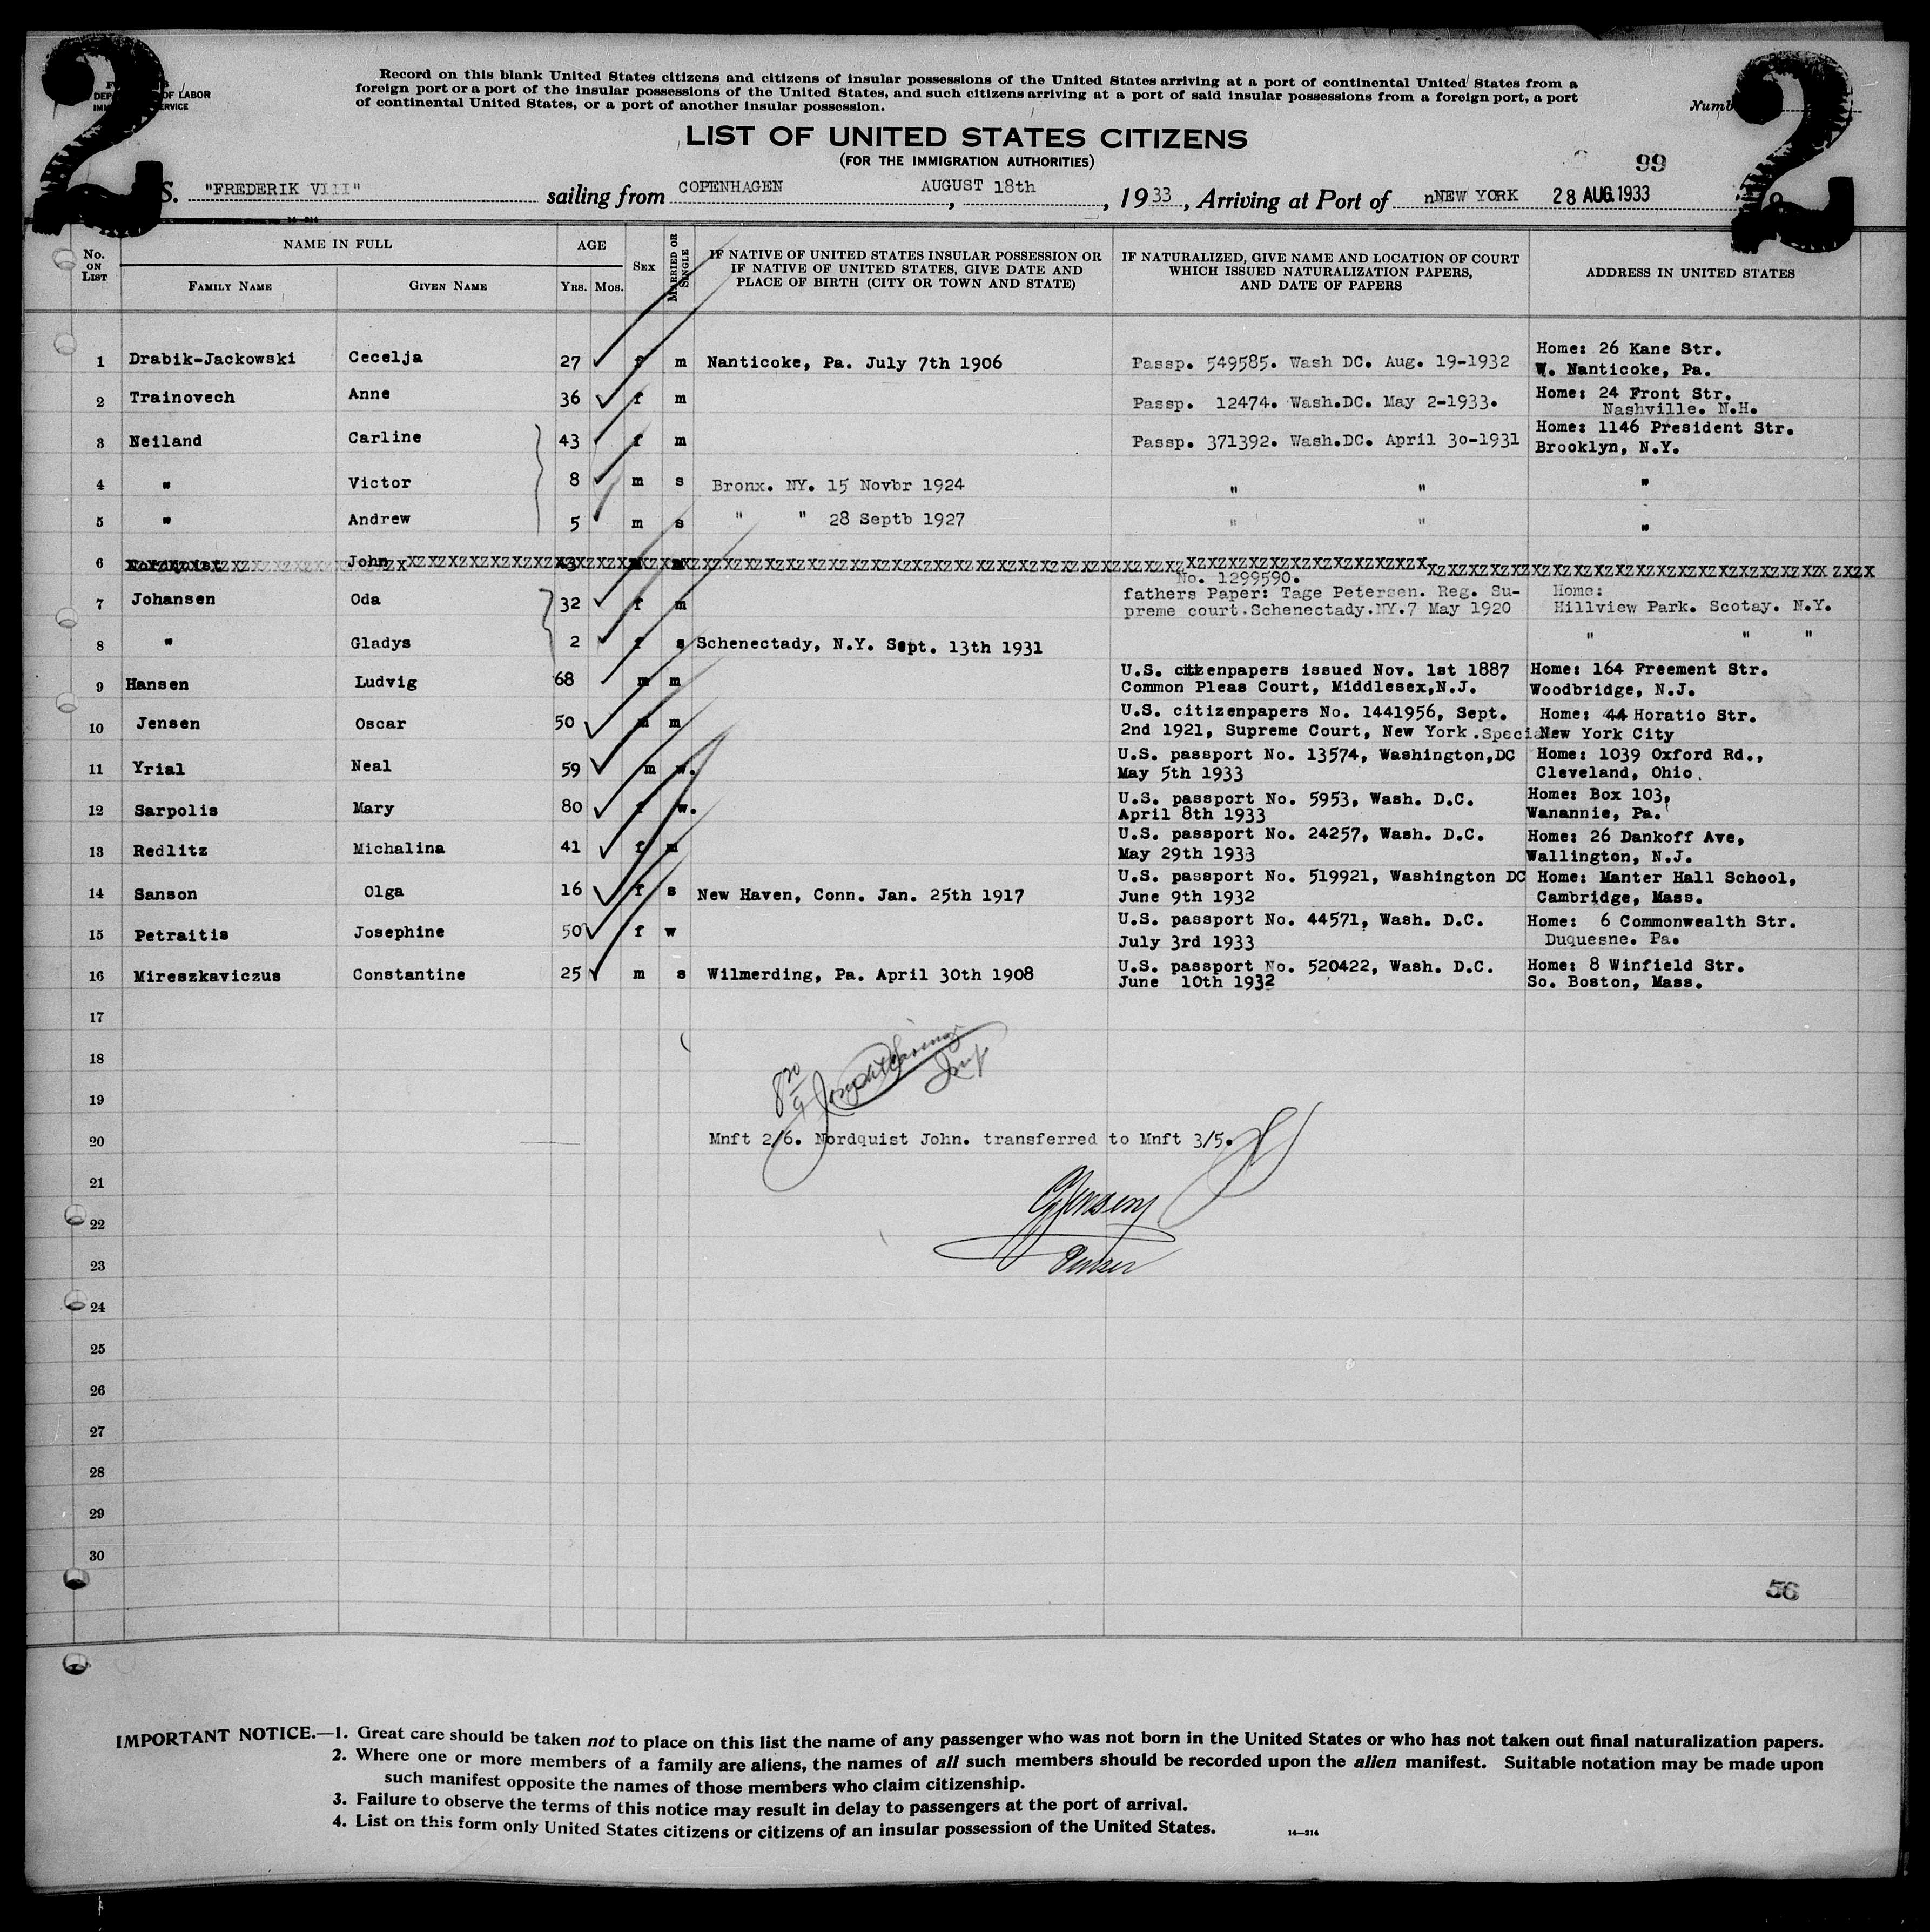 2
2
DEP OF LABOR
IMM SERVICE
Record on this blank United States citizens and citizens of insular possessions of the United States arriving at a port of continental United States from a
foreign port or a port of the insular possessions of the United States, and such citizens arriving at a port of said insular possessions from a foreign port, a port
of continental United States, or a port of another insular possession.
Numb
LIST OF UNITED STATES CITIZENS
(FOR THE IMMIGRATION AUTHORITIES)
99
S. "FREDERIK VIII" sailing from COPENHAGEN, AUGUST 18th, 1933, Arriving at Port of nNEW YORK 28 AUG.1933
14-214
No. ON LIST
NAME IN FULL
FAMILY NAME GIVEN NAME
AGE
YRS. MOS.
SEX
MARRIED OR SINGLE
IF NATIVE OF UNITED STATES INSULAR POSSESSION OR
IF NATIVE OF UNITED STATES, GIVE DATE AND
PLACE OF BIRTH (CITY OR TOWN AND STATE)
IF NATURALIZED, GIVE NAME AND LOCATION OF COURT
WHICH ISSUED NATURALIZATION PAPERS,
AND DATE OF PAPERS
ADDRESS IN UNITED STATES
1 Drabik-Jackowski Cecelja 27 f m Nanticoke, Pa. July 7th 1906 Passp. 549585. Wash DC. Aug. 19-1932 Home: 26 Kane Str.
W. Nanticoke, Pa.
2 Trainovech Anne 36 f m Passp. 12474. Wash.DC. May 2-1933. Home: 24 Front Str.
Nashville. N.H.
3 Neiland Carline 43 f m Passp. 371392. Wash.DC. April 30-1931 Home: 1146 President Str.
Brooklyn, N.Y.
4 " Victor 8 m s Bronx. NY. 15 Novbr 1924 " " "
5 " Andrew 5 m s " " 28 Septb 1927 " " "
6 Nordquist John 43 m m
No. 1299590.
7 Johansen Oda 32 f m fathers Paper: Tage Petersen. Reg. Su-
preme court.Schenectady.NY.7 May 1920 Home:
Hillview Park. Scotay. N.Y.
8 " Gladys 2 f s Schenectady, N.Y. Sept. 13th 1931 " " "
9 Hansen Ludvig 68 m m U.S. citzenpapers issued Nov. 1st 1887
Common Pleas Court, Middlesex,N.J. Home: 164 Freement Str.
Woodbridge, N.J.
10 Jensen Oscar 50 m m U.S. citizenpapers No. 1441956, Sept.
2nd 1921, Supreme Court, New York.Special Home: 44 Horatio Str.
New York City
11 Yrial Neal 59 m w. U.S. passport No. 13574, Washington,DC
May 5th 1933 Home: 1039 Oxford Rd.,
Cleveland, Ohio.
12 Sarpolis Mary 80 f w. U.S. passport No. 5953, Wash. D.C.
April 8th 1933 Home: Box 103,
Wanannie, Pa.
13 Redlitz Michalina 41 f m U.S. passport No. 24257, Wash. D.C.
May 29th 1933 Home: 26 Dankoff Ave,
Wallington, N.J.
14 Sanson Olga 16 f s New Haven, Conn. Jan. 25th 1917 U.S. passport No. 519921, Washington DC
June 9th 1932 Home: Manter Hall School,
Cambridge, Mass.
15 Petraitis Josephine 50 f w U.S. passport No. 44571, Wash. D.C.
July 3rd 1933 Home: 6 Commonwealth Str.
Duquesne. Pa.
16 Mireszkaviczus Constantine 25 m s Wilmerding, Pa. April 30th 1908 U.S. passport No. 520422, Wash. D.C.
June 10th 1932 Home: 8 Winfield Str.
So. Boston, Mass.
17
18
19
20 Mnft 2/6. Nordquist John. transferred to Mnft 3/5.
21
22
Purser
23
24
25
26
27
28
29
30
56
IMPORTANT NOTICE.—1. Great care should be taken not to place on this list the name of any passenger who was not born in the United States or who has not taken out final naturalization papers.
2. Where one or more members of a family are aliens, the names of all such members should be recorded upon the alien manifest. Suitable notation may be made upon
such manifest opposite the names of those members who claim citizenship.
3. Failure to observe the terms of this notice may result in delay to passengers at the port of arrival.
4. List on this form only United States citizens or citizens of an insular possession of the United States.
14—214